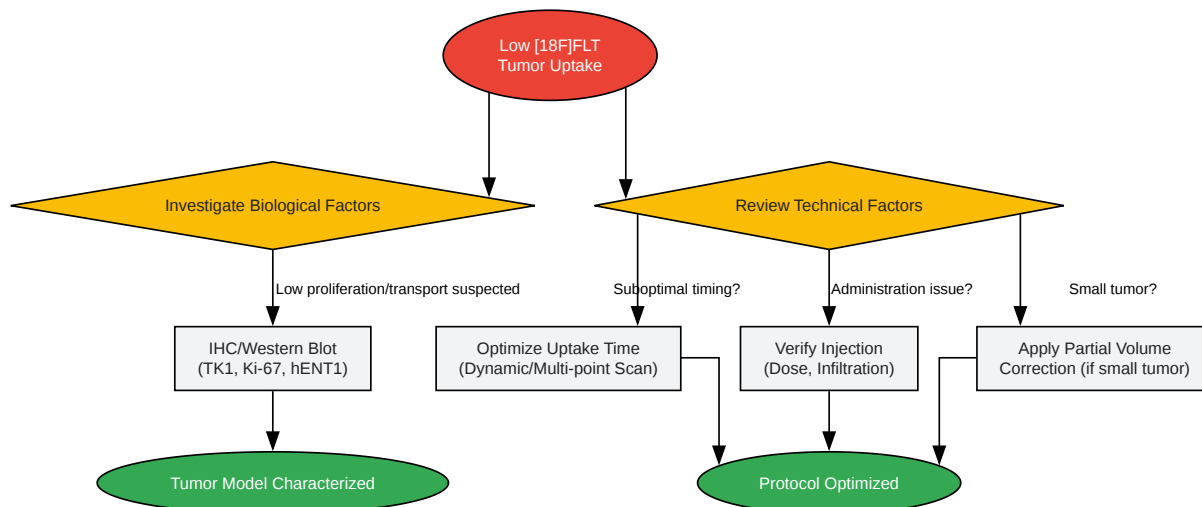 Low [18F]FLT
Tumor Uptake
Investigate Biological Factors
Review Technical Factors
Low proliferation/transport suspected
Suboptimal timing?
Administration issue?
Small tumor?
IHC/Western Blot
(TK1, Ki-67, hENT1)
Optimize Uptake Time
(Dynamic/Multi-point Scan)
Verify Injection
(Dose, Infiltration)
Apply Partial Volume
Correction (if small tumor)
Tumor Model Characterized
Protocol Optimized